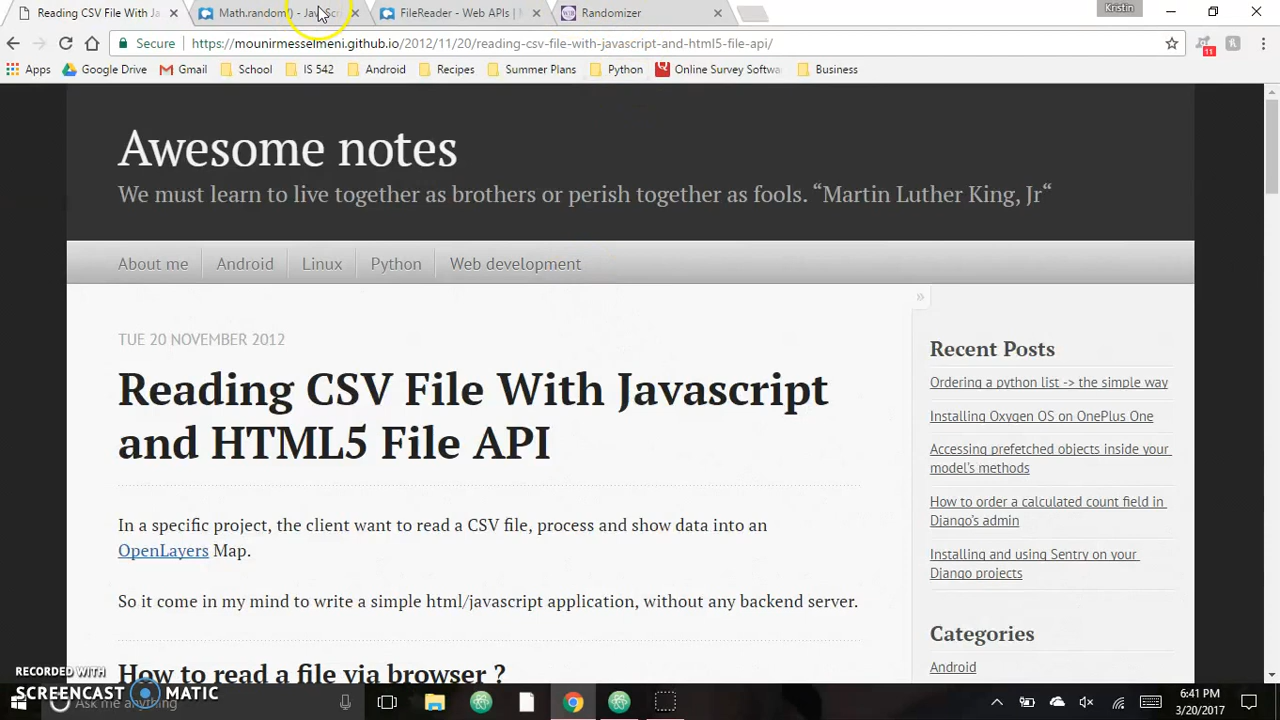 Reading CSV File With Ja
Math.random() - JavaScri
FileReader - Web APIs | M
Randomizer
Kristin
Secure
https://mounirmesselmeni.github.io/2012/11/20/reading-csv-file-with-javascript-and-html5-file-api/
11
Apps
Google Drive
Gmail
School
IS 542
Android
Recipes
Summer Plans
Python
Online Survey Softwa
Business
Awesome notes
We must learn to live together as brothers or perish together as fools. “Martin Luther King, Jr“
About me
Android
Linux
Python
Web development
»
TUE 20 NOVEMBER 2012
Reading CSV File With Javascript
and HTML5 File API
In a specific project, the client want to read a CSV file, process and show data into an
OpenLayers Map.
So it come in my mind to write a simple html/javascript application, without any backend server.
How to read a file via browser ?
Recent Posts
Ordering a python list -> the simple way
Installing Oxygen OS on OnePlus One
Accessing prefetched objects inside your
model's methods
How to order a calculated count field in
Django's admin
Installing and using Sentry on your
Django projects
Categories
Android
RECORDED WITH
SCREENCAST MATIC
Ask me anything
6:41 PM
3/20/2017